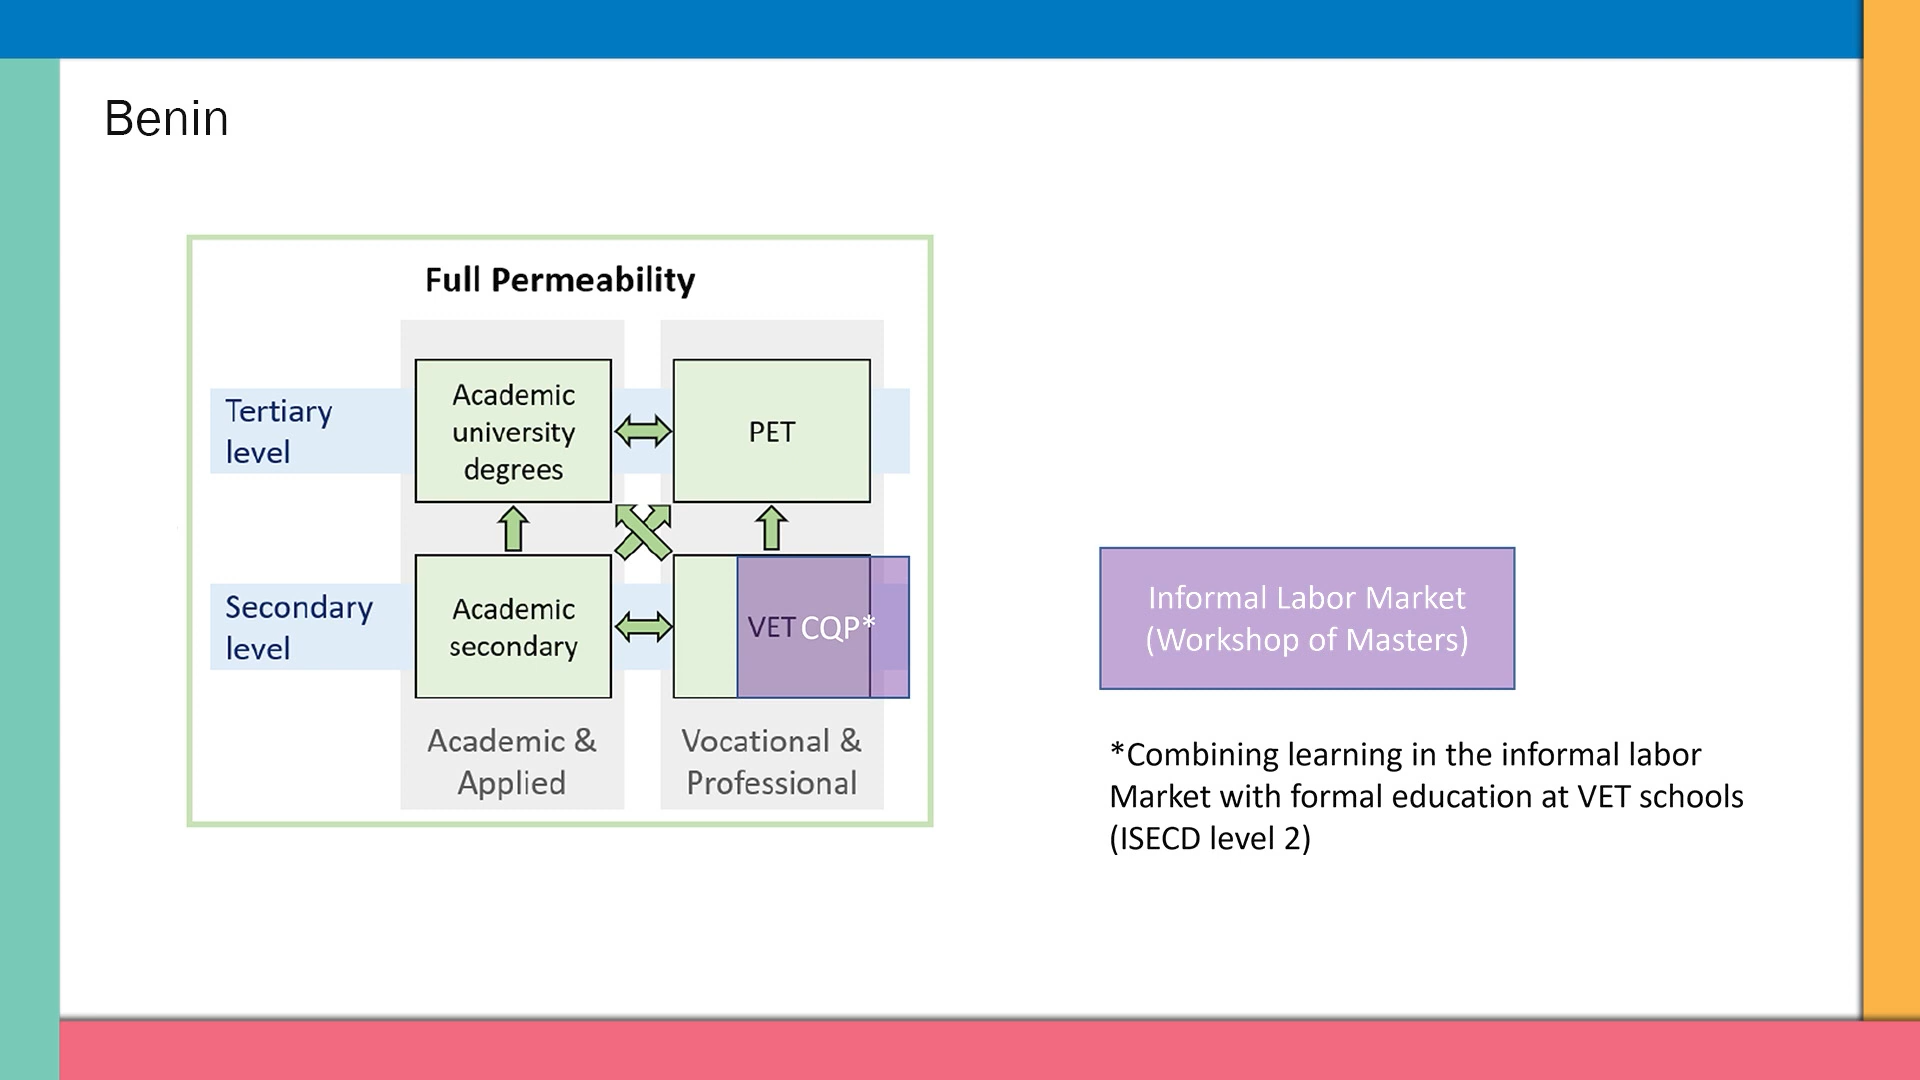 Benin
Full Permeability
Tertiary
level
Academic
university
degrees
PET
Secondary
level
Academic
secondary
VET CQP*
Academic &
Applied
Vocational &
Professional
Informal Labor Market
(Workshop of Masters)
*Combining learning in the informal labor
Market with formal education at VET schools
(ISECD level 2)